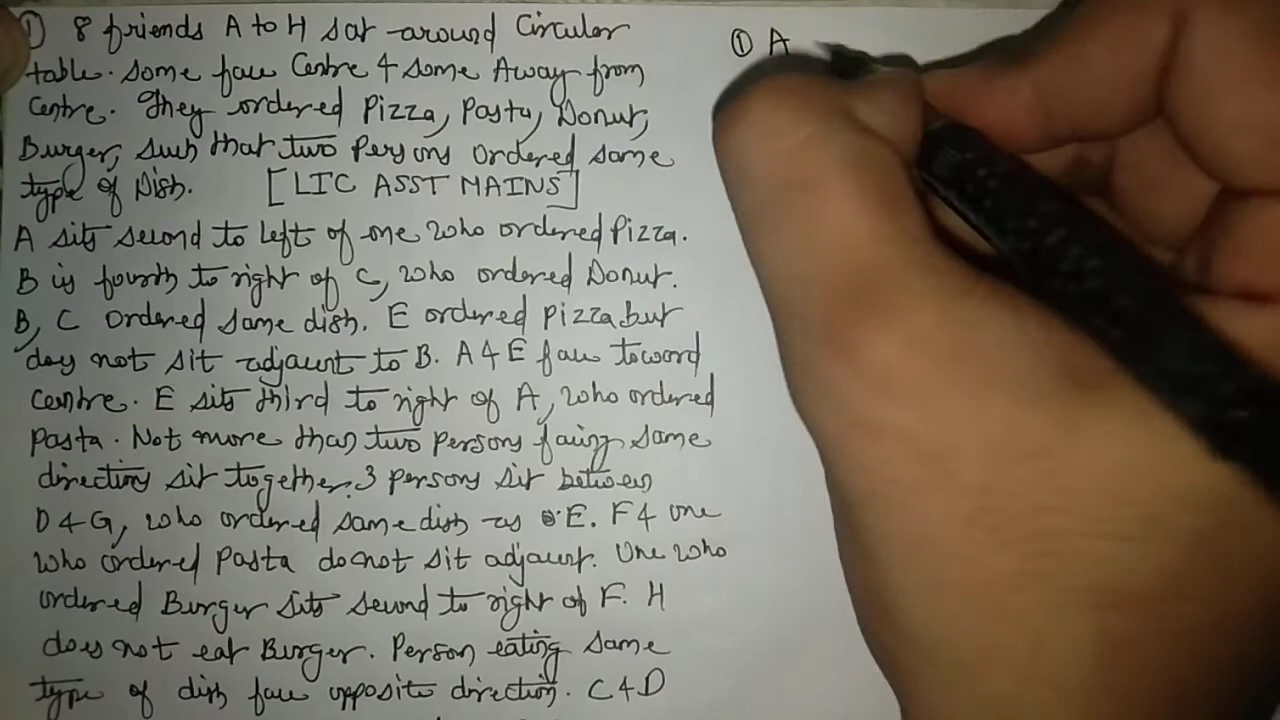 1) 8 friends A to H sat around Circular
table. Some face Centre & some Away from
Centre. They ordered Pizza, Pasta, Donut,
Burger, such that two Persons ordered same
type of Dish. [LIC ASST MAINS]
A sits second to Left of one who ordered Pizza.
B is fourth to right of C, who ordered Donut.
B, C ordered same dish. E ordered pizza but
does not sit adjacent to B. A & E face toward
Centre. E sits third to right of A, who ordered
Pasta. Not more than two persons facing same
directions sit together. 3 persons sit between
D & G, who ordered same dish as E. F & one
who ordered Pasta do not sit adjacent. One who
ordered Burger sits second to right of F. H
does not eat Burger. Person eating same
type of dish face opposite direction. C & D
① A